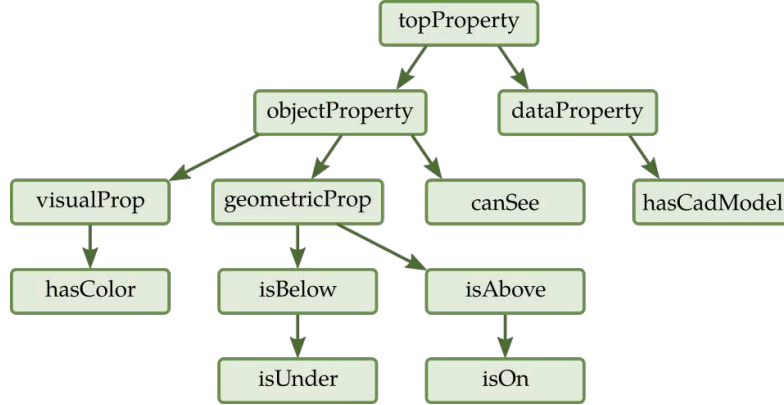 topProperty
objectProperty
dataProperty
visualProp
geometricProp
canSee
hasCadModel
hasColor
isBelow
isAbove
isUnder
isOn